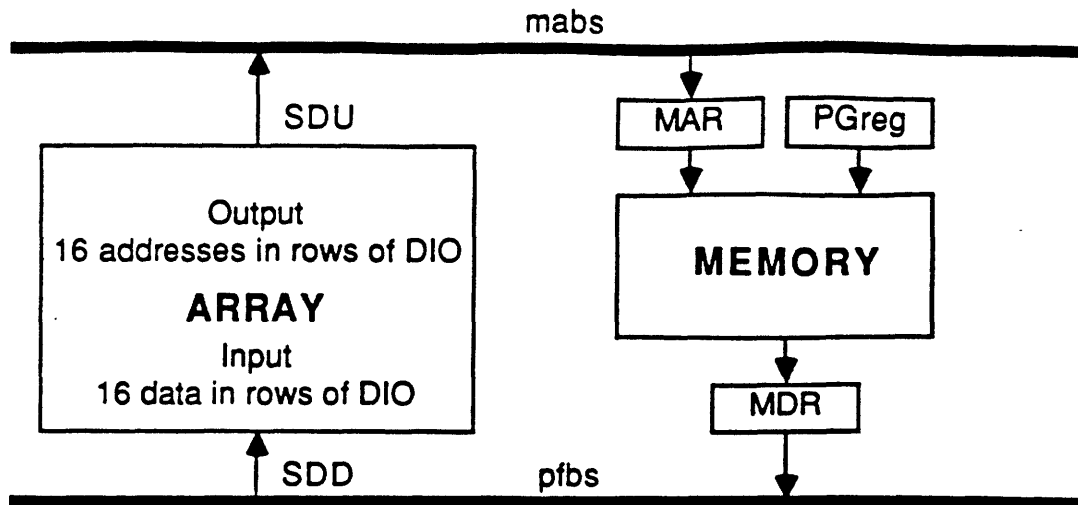 mabs
SDU
MAR
PGreg
Output
16 addresses in rows of DIO
ARRAY
Input
16 data in rows of DIO
MEMORY
MDR
SDD
pfbs